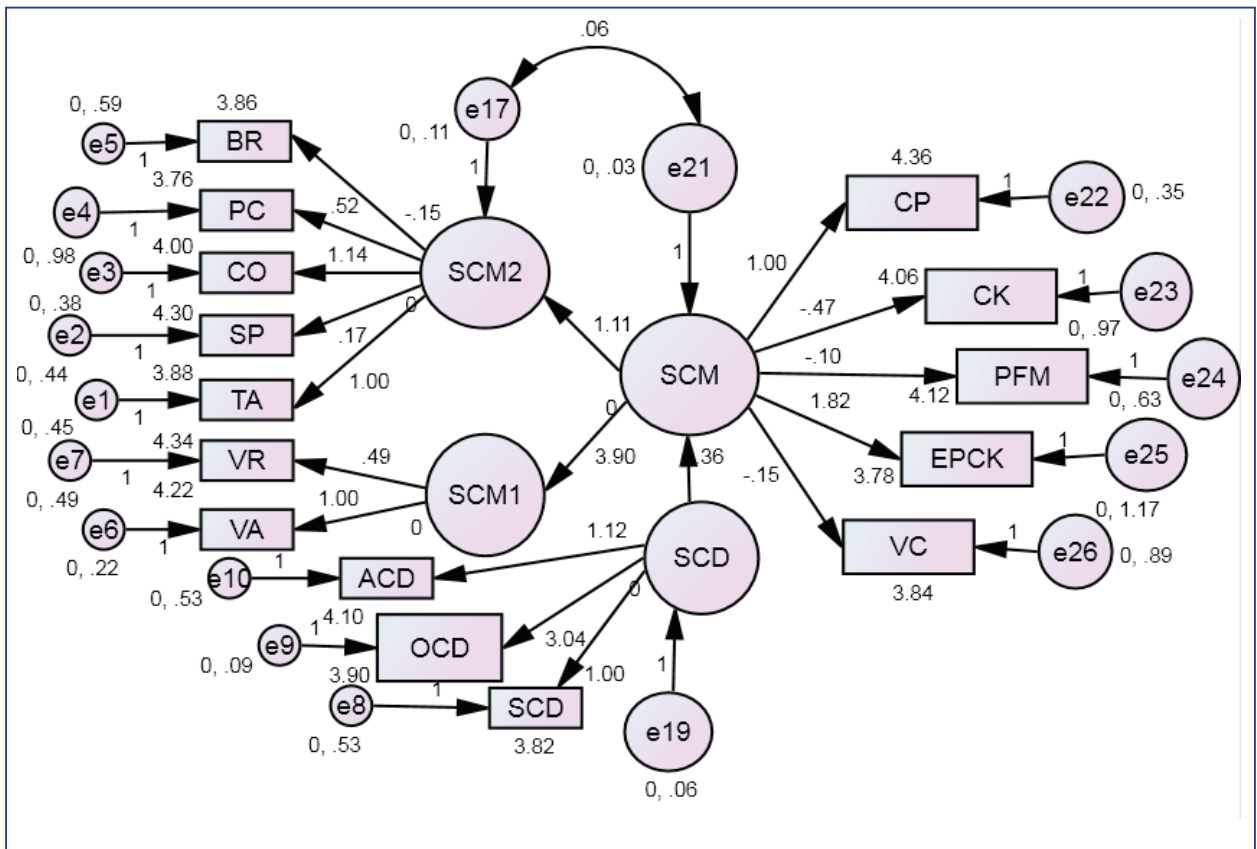 .06
e17
0, .11
1
e21
0, .03
1
0, .59
e5
1
3.86
BR
e4
1
3.76
PC
0, .98
e3
1
4.00
CO
0, .38
e2
1
4.30
SP
0, .44
e1
1
3.88
TA
0, .45
e7
1
4.34
VR
0, .49
e6
1
4.22
VA
0, .22
-.15
.52
1.14
.17
1.00
SCM2
0
.49
1.00
SCM1
0
1.11
3.90
SCM
0
.36
1.00
-.47
-.10
1.82
-.15
4.36
CP
1
e22
0, .35
4.06
CK
1
e23
0, .97
4.12
PFM
1
e24
0, .63
3.78
EPCK
1
e25
0, 1.17
VC
3.84
1
e26
0, .89
SCD
0
1.12
3.04
1.00
e10
1
0, .53
ACD
4.10
e9
1
0, .09
OCD
3.90
e8
1
0, .53
SCD
3.82
1
e19
0, .06